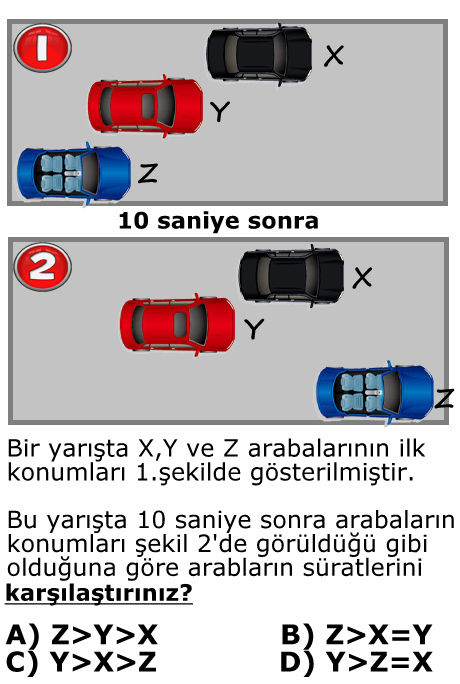 1
X
Y
Z
10 saniye sonra
2
X
Y
Z
Bir yarışta X,Y ve Z arabalarının ilk
konumları 1.şekilde gösterilmiştir.
Bu yarışta 10 saniye sonra arabaların
konumları şekil 2'de görüldüğü gibi
olduğuna göre arabların süratlerini
karşılaştırınız?
A) Z>Y>X B) Z>X=Y
C) Y>X>Z D) Y>Z=X